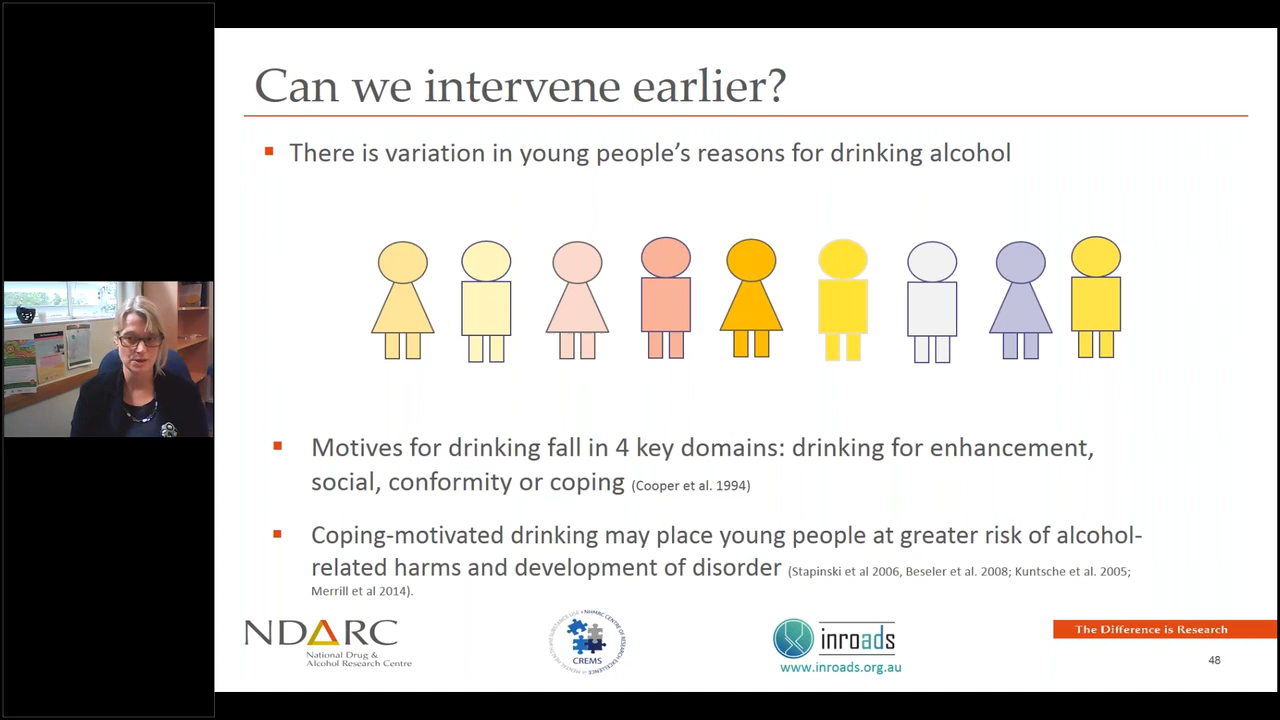 Can we intervene earlier?
There is variation in young people's reasons for drinking alcohol
Motives for drinking fall in 4 key domains: drinking for enhancement,
social, conformity or coping (Cooper et al. 1994)
Coping-motivated drinking may place young people at greater risk of alcohol-
related harms and development of disorder (Stapinski et al 2006, Beseler et al. 2008; Kuntsche et al. 2005;
Merrill et al 2014).
NDARC
National Drug &
Alcohol Research Centre
CREMS
inroads
www.inroads.org.au
The Difference is Research
48